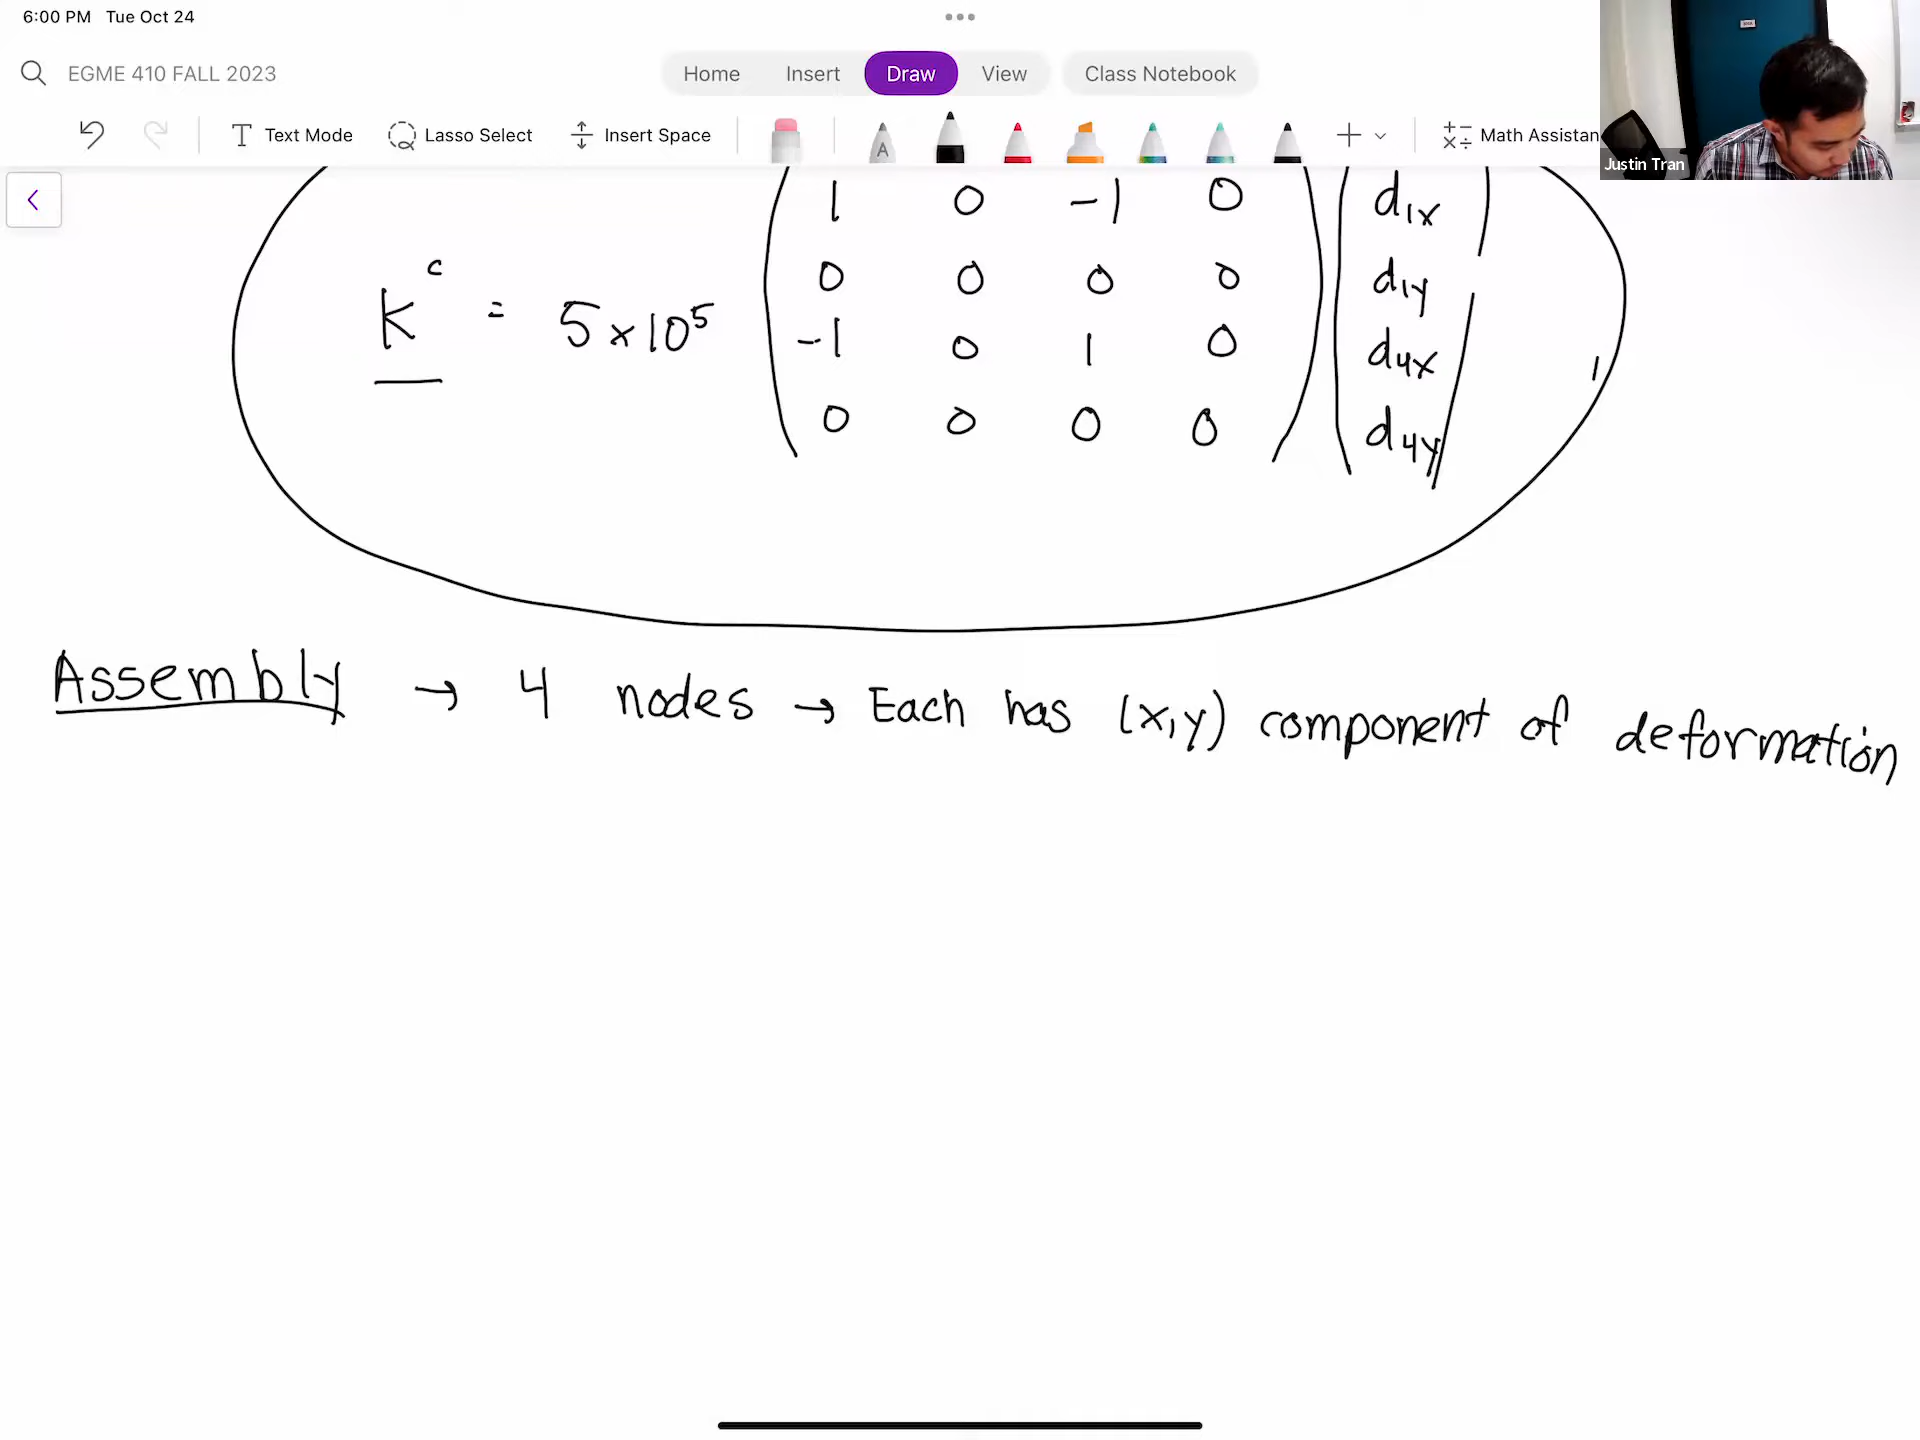 6:00 PM Tue Oct 24
EGME 410 FALL 2023
Home Insert Draw View Class Notebook
Text Mode Lasso Select Insert Space A Math Assistan
Justin Tran
1 0 -1 0 d1x
0 0 0 0 d1y
K^c = 5×10^5
-1 0 1 0 d4x
0 0 0 0 d4y
Assembly → 4 nodes → Each has (x,y) component of deformation